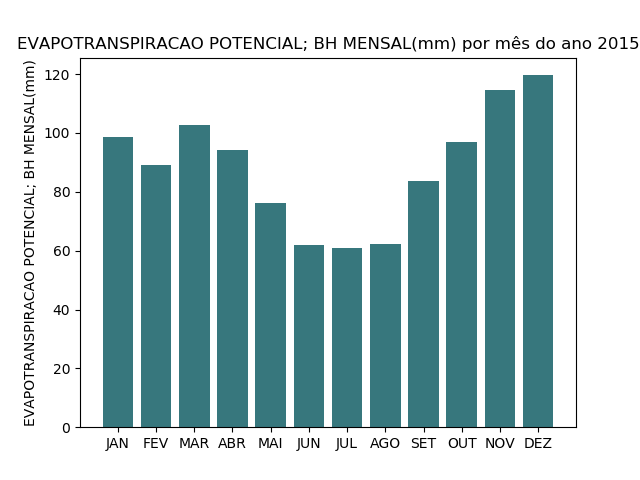 EVAPOTRANSPIRACAO POTENCIAL; BH MENSAL(mm) por mês do ano 2015
EVAPOTRANSPIRACAO POTENCIAL; BH MENSAL(mm)
120
100
80
60
40
20
0
JAN FEV MAR ABR MAI JUN JUL AGO SET OUT NOV DEZ